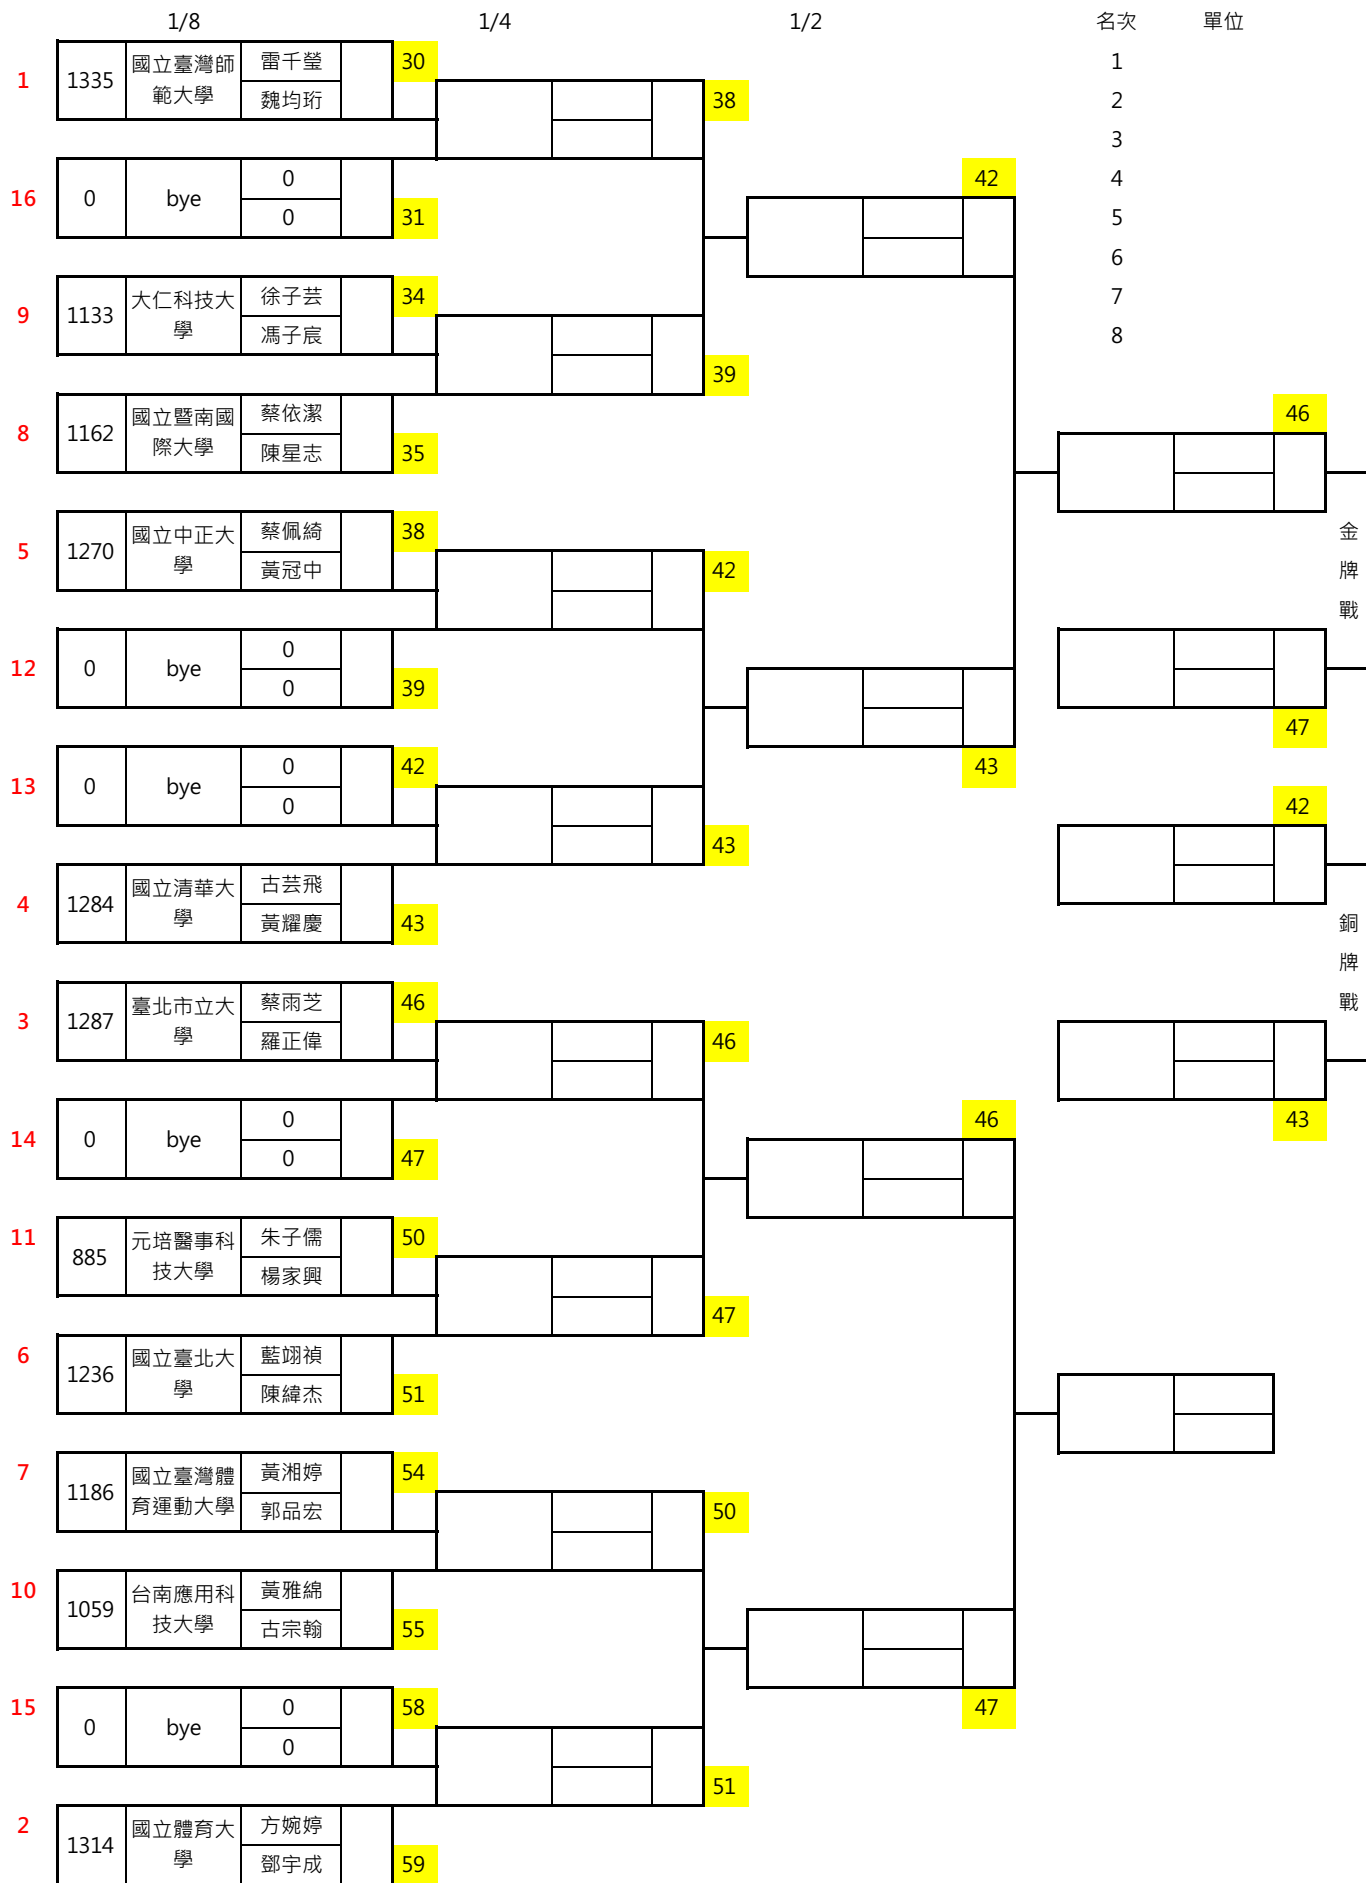 1/8 1/4 1/2 名次 單位
1
2
3
4
5
6
7
8
1 1335 國立臺灣師
範大學 雷千瑩
魏均珩 30
16 0 bye 0
0 31
9 1133 大仁科技大
學 徐子芸
馮子宸 34
8 1162 國立暨南國
際大學 蔡依潔
陳星志 35
5 1270 國立中正大
學 蔡佩綺
黃冠中 38
12 0 bye 0
0 39
13 0 bye 0
0 42
4 1284 國立清華大
學 古芸飛
黃耀慶 43
3 1287 臺北市立大
學 蔡雨芝
羅正偉 46
14 0 bye 0
0 47
11 885 元培醫事科
技大學 朱子儒
楊家興 50
6 1236 國立臺北大
學 藍翊禎
陳緯杰 51
7 1186 國立臺灣體
育運動大學 黃湘婷
郭品宏 54
10 1059 台南應用科
技大學 黃雅綿
古宗翰 55
15 0 bye 0
0 58
2 1314 國立體育大
學 方婉婷
鄧宇成 59
38
39
42
43
46
47
50
51
42
43
46
47
46
金
牌
戰
47
42
銅
牌
戰
43